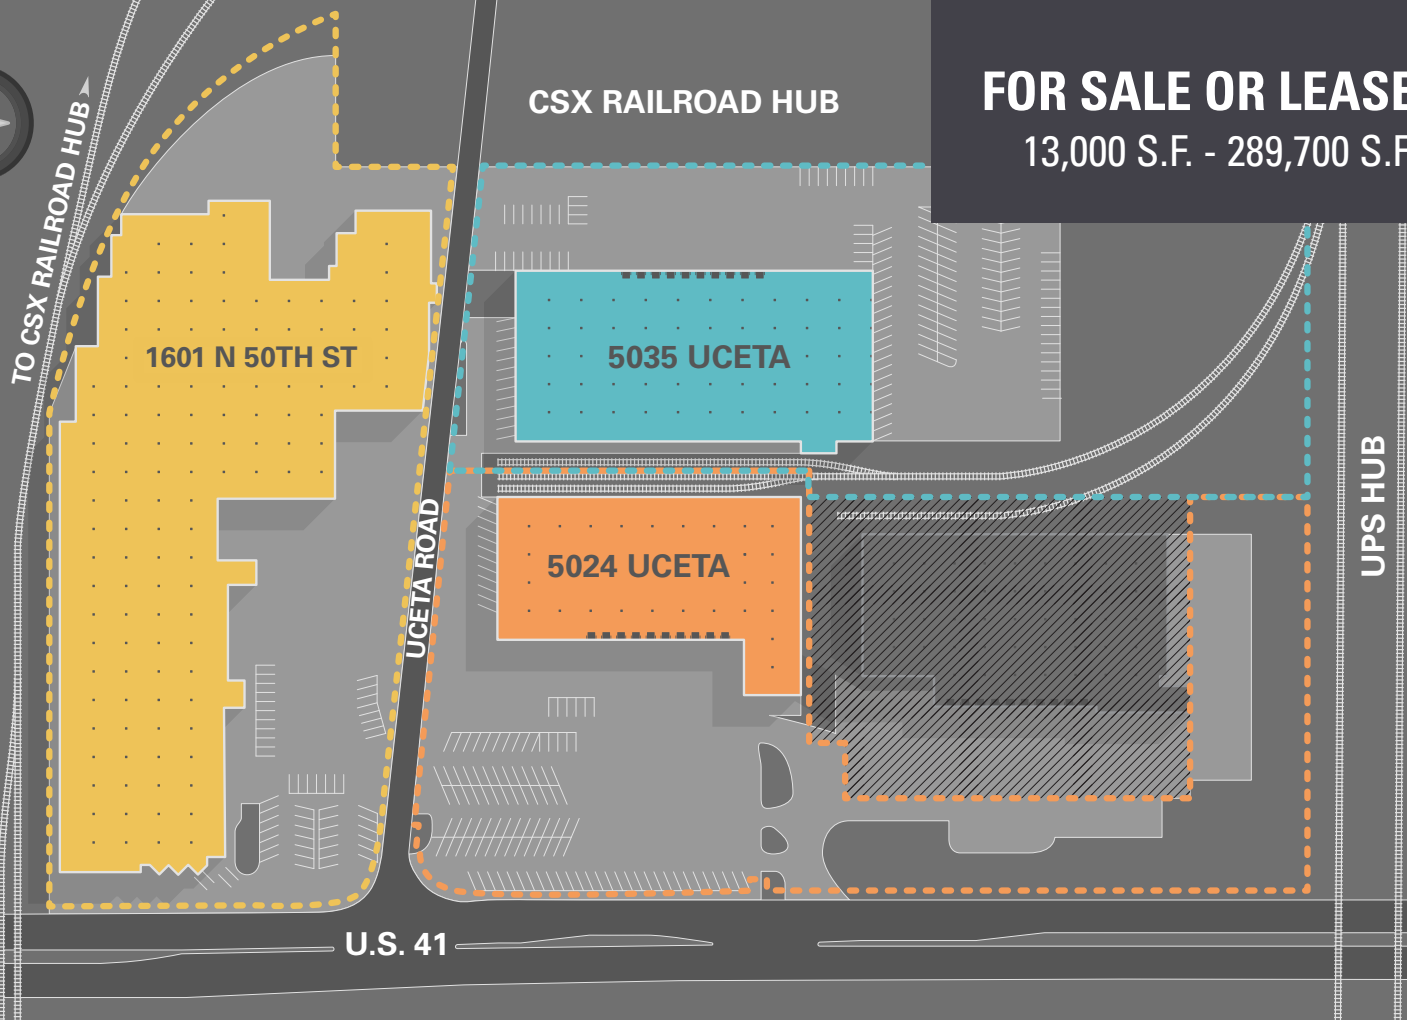 FOR SALE OR LEASE
13,000 S.F. - 289,700 S.F
CSX RAILROAD HUB
TO CSX RAILROAD HUB
1601 N 50TH ST
5035 UCETA
UPS HUB
5024 UCETA
UCETA ROAD
U.S. 41